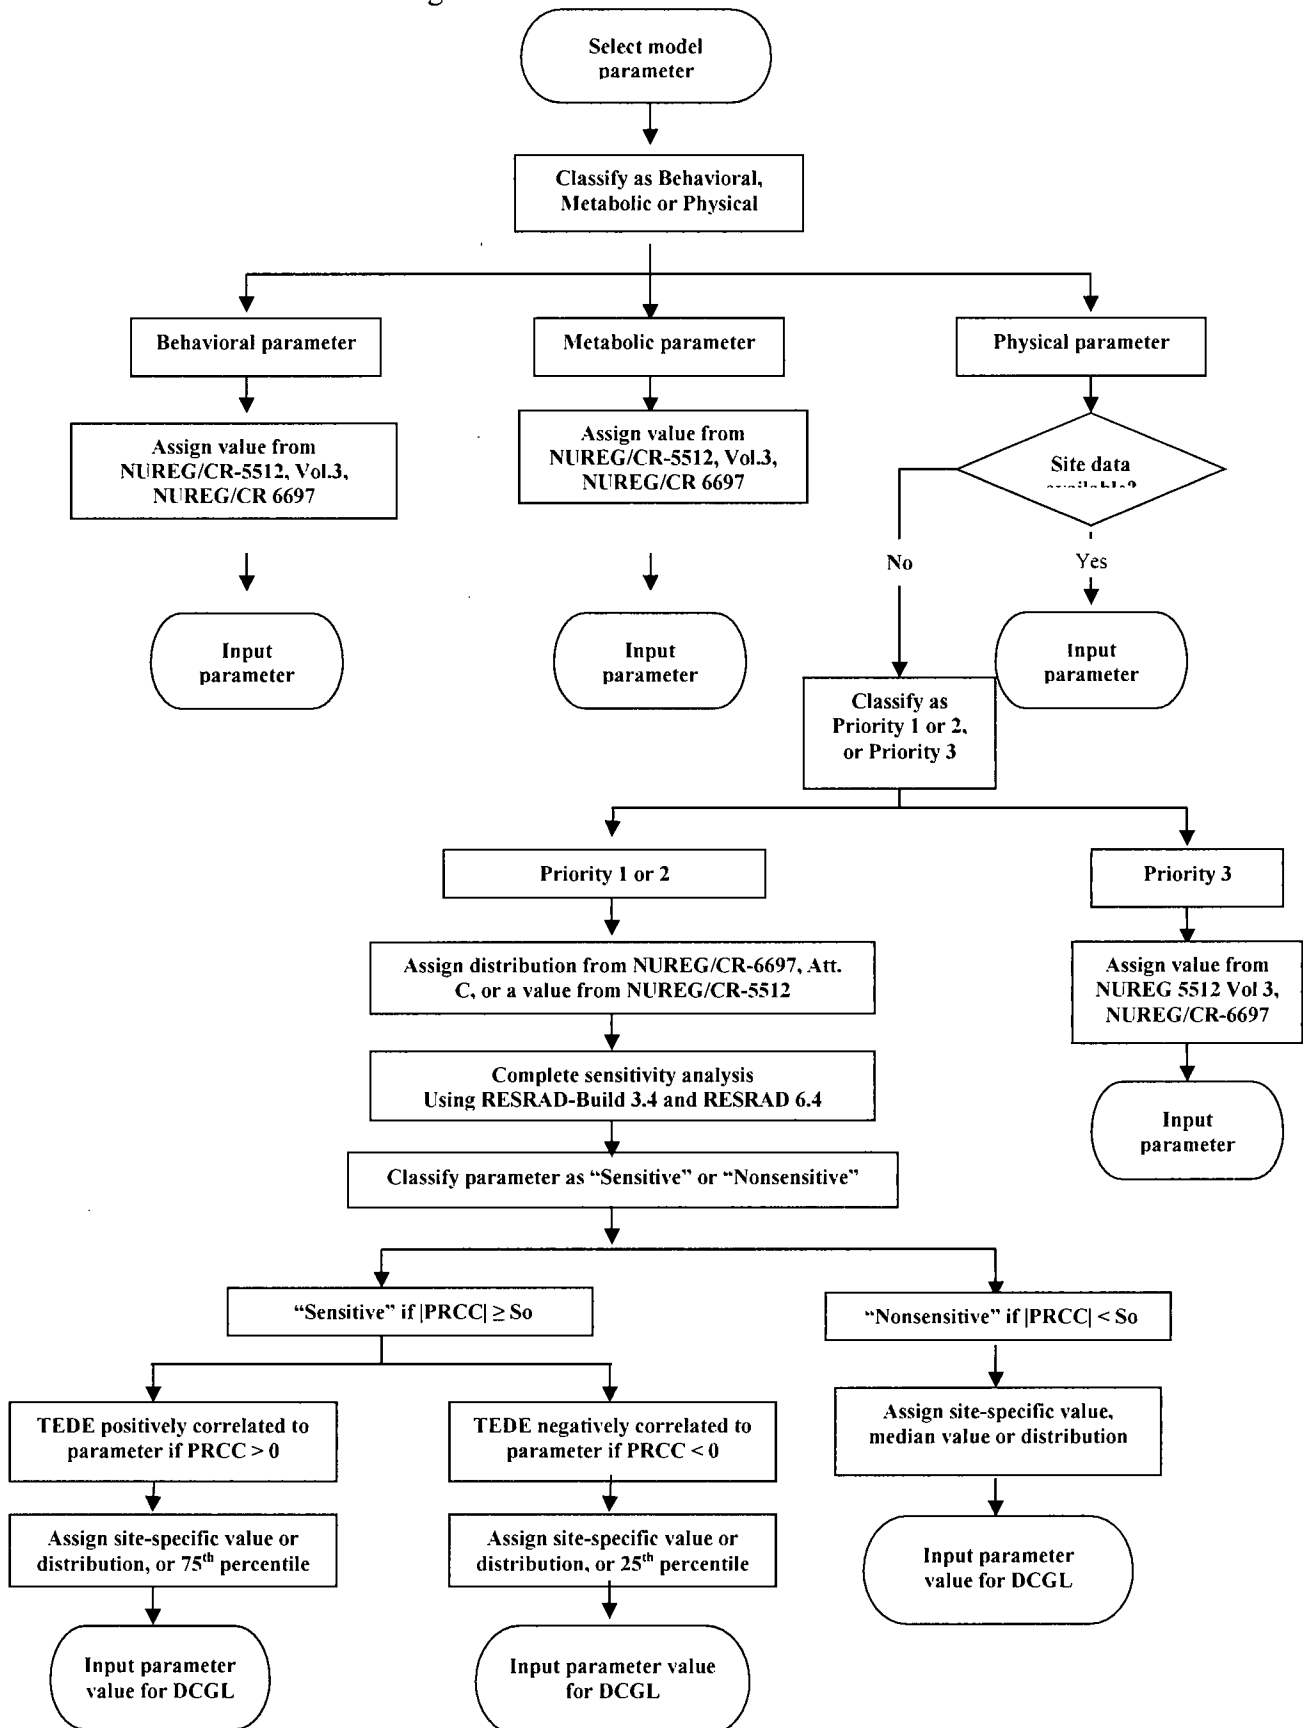 Select model
parameter
Classify as Behavioral,
Metabolic or Physical
Behavioral parameter
Metabolic parameter
Physical parameter
Assign value from
NUREG/CR-5512, Vol.3,
NUREG/CR 6697
Assign value from
NUREG/CR-5512, Vol.3,
NUREG/CR 6697
Site data
No
Yes
Input
parameter
Input
parameter
Input
parameter
Classify as
Priority 1 or 2,
or Priority 3
Priority 1 or 2
Priority 3
Assign distribution from NUREG/CR-6697, Att.
C, or a value from NUREG/CR-5512
Assign value from
NUREG 5512 Vol 3,
NUREG/CR-6697
Complete sensitivity analysis
Using RESRAD-Build 3.4 and RESRAD 6.4
Input
parameter
Classify parameter as “Sensitive” or “Nonsensitive”
“Sensitive” if |PRCC| ≥ So
“Nonsensitive” if |PRCC| < So
TEDE positively correlated to
parameter if PRCC > 0
TEDE negatively correlated to
parameter if PRCC < 0
Assign site-specific value,
median value or distribution
Assign site-specific value or
distribution, or 75th percentile
Assign site-specific value or
distribution, or 25th percentile
Input parameter
value for DCGL
Input parameter
value for DCGL
Input parameter value
for DCGL